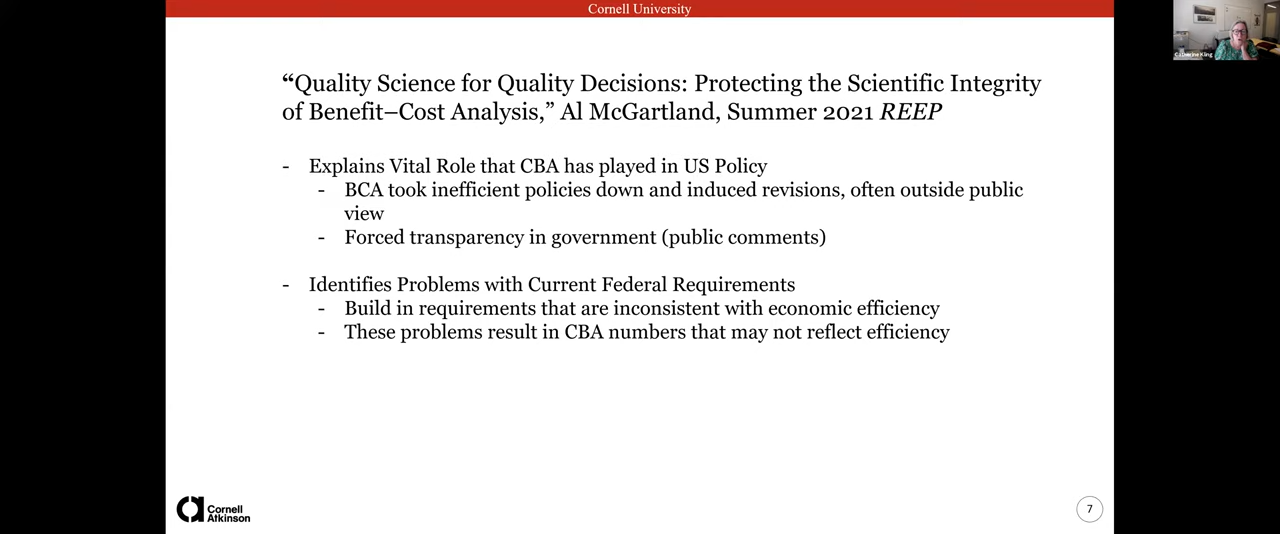 Cornell University
Catherine Kling
“Quality Science for Quality Decisions: Protecting the Scientific Integrity
of Benefit–Cost Analysis,” Al McGartland, Summer 2021 REEP
- Explains Vital Role that CBA has played in US Policy
- BCA took inefficient policies down and induced revisions, often outside public
view
- Forced transparency in government (public comments)
- Identifies Problems with Current Federal Requirements
- Build in requirements that are inconsistent with economic efficiency
- These problems result in CBA numbers that may not reflect efficiency
Cornell
Atkinson
7